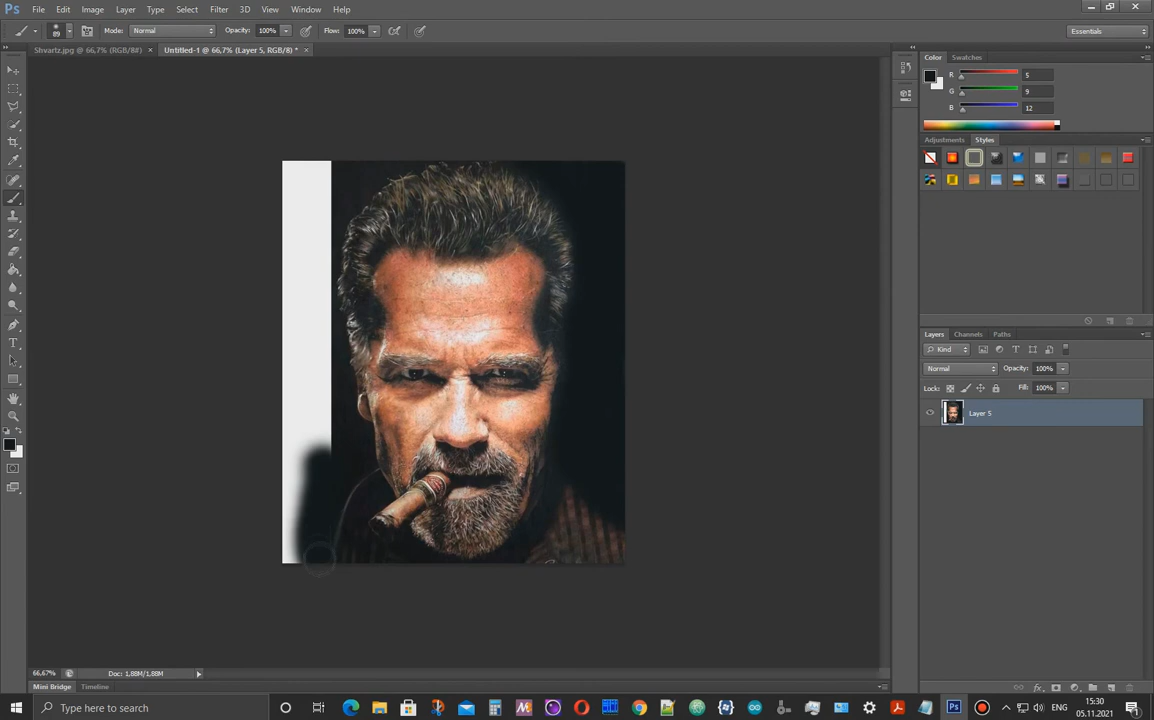 Ps File Edit Image Layer Type Select Filter 3D View Window Help
89 Mode: Normal Opacity: 100% Flow: 100% Essentials
Shvartz.jpg @ 66,7% (RGB/8#) × Untitled-1 @ 66,7% (Layer 5, RGB/8) * ×
Color Swatches
R 5
G 9
B 12
Adjustments Styles
Layers Channels Paths
Kind
Normal Opacity: 100%
Lock: Fill: 100%
Layer 5
66,67% Doc: 1,88M/1,88M
Mini Bridge Timeline
Type here to search
ENG
15:30
05.11.2021
1